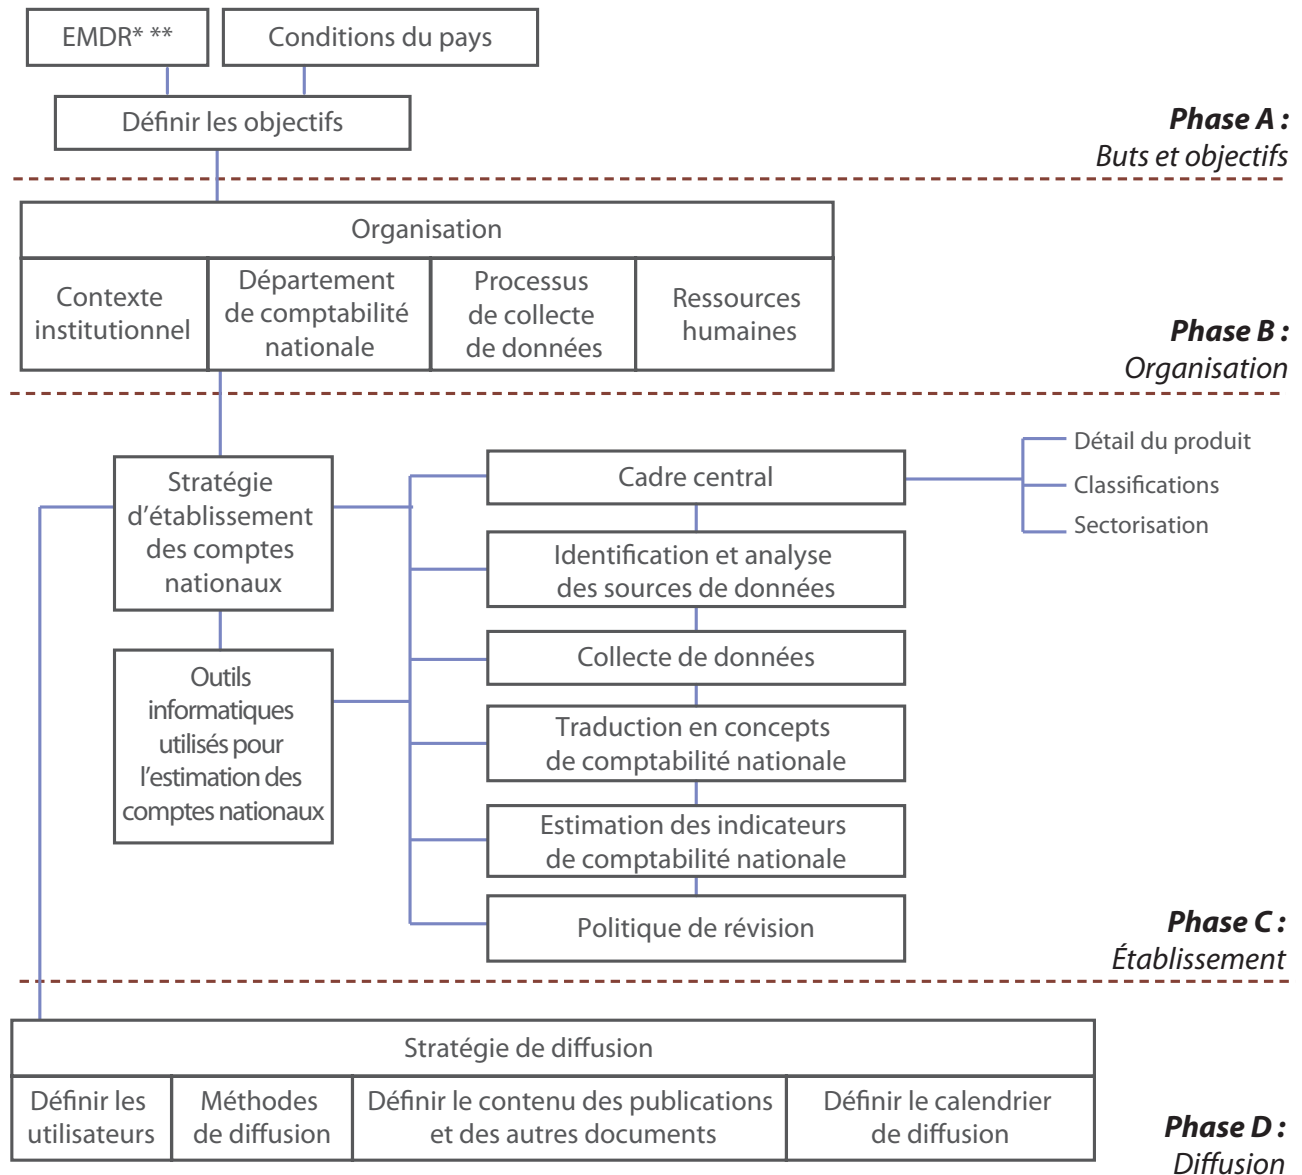 EMDR* **
Conditions du pays
Définir les objectifs
Phase A :
Buts et objectifs
Organisation
Contexte
institutionnel
Département
de comptabilité
nationale
Processus
de collecte
de données
Ressources
humaines
Phase B :
Organisation
Stratégie
d'établissement
des comptes
nationaux
Outils
informatiques
utilisés pour
l'estimation des
comptes nationaux
Cadre central
Identification et analyse
des sources de données
Collecte de données
Traduction en concepts
de comptabilité nationale
Estimation des indicateurs
de comptabilité nationale
Politique de révision
Détail du produit
Classifications
Sectorisation
Phase C :
Établissement
Stratégie de diffusion
Définir les
utilisateurs
Méthodes
de diffusion
Définir le contenu des publications
et des autres documents
Définir le calendrier
de diffusion
Phase D :
Diffusion